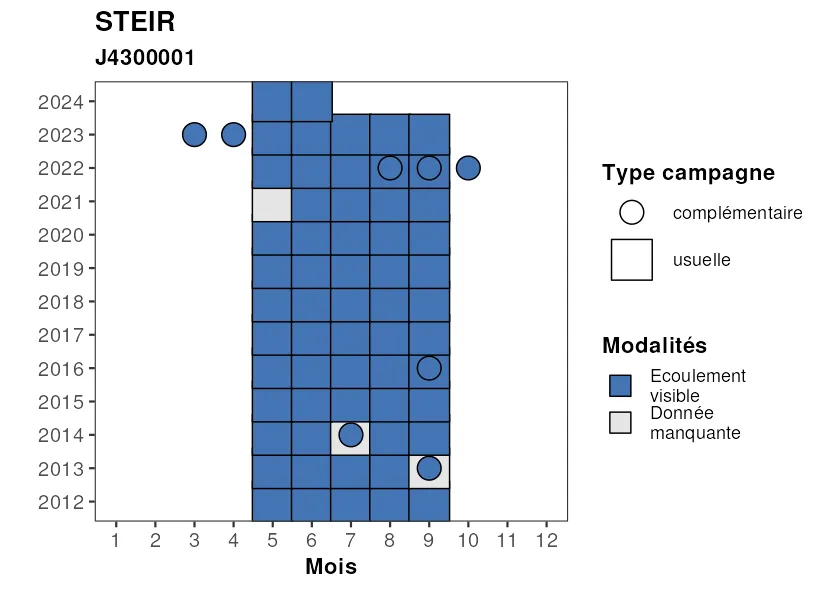 STEIR
J4300001
2024
2023
2022
2021
2020
2019
2018
2017
2016
2015
2014
2013
2012
1 2 3 4 5 6 7 8 9 10 11 12
Mois
Type campagne
complémentaire
usuelle
Modalités
Ecoulement
visible
Donnée
manquante